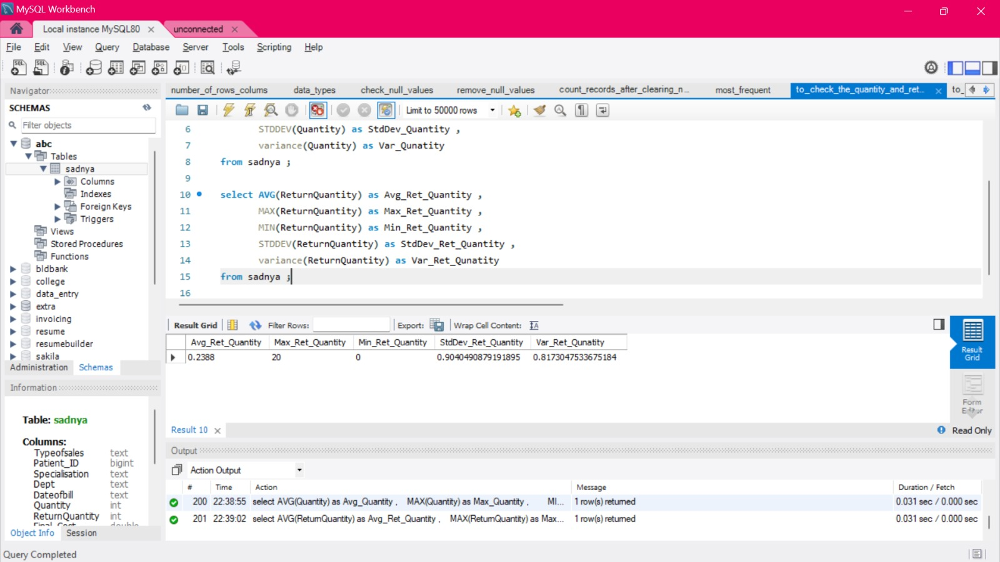 MySQL Workbench
Local instance MySQL80
unconnected
File Edit View Query Database Server Tools Scripting Help
Navigator
SCHEMAS
Filter objects
abc
Tables
sadnya
Columns
Indexes
Foreign Keys
Triggers
Views
Stored Procedures
Functions
bldbank
college
data_entry
extra
invoicing
resume
resumebuilder
sakila
Administration Schemas
Information
Table: sadnya
Columns:
Typeofsales text
Patient_ID bigint
Specialisation text
Dept text
Dateofbill text
Quantity int
ReturnQuantity int
Object Info Session
number_of_rows_colums data_types check_null_values remove_null_values count_records_after_clearing_n... most_frequent to_check_the_quantity_and_ret... to_
Limit to 50000 rows
6 STDDEV(Quantity) as StdDev_Quantity ,
7 variance(Quantity) as Var_Qunatity
8 from sadnya ;
9
10 select AVG(ReturnQuantity) as Avg_Ret_Quantity ,
11 MAX(ReturnQuantity) as Max_Ret_Quantity ,
12 MIN(ReturnQuantity) as Min_Ret_Quantity ,
13 STDDEV(ReturnQuantity) as StdDev_Ret_Quantity ,
14 variance(ReturnQuantity) as Var_Ret_Qunatity
15 from sadnya ;
16
Result Grid Filter Rows: Export: Wrap Cell Content:
Avg_Ret_Quantity Max_Ret_Quantity Min_Ret_Quantity StdDev_Ret_Quantity Var_Ret_Qunatity
0.2388 20 0 0.9040490879191895 0.8173047533675184
Result
Grid
Form
Editor
Result 10
Read Only
Output
Action Output
# Time Action Message Duration / Fetch
200 22:38:55 select AVG(Quantity) as Avg_Quantity , MAX(Quantity) as Max_Quantity , MI... 1 row(s) returned 0.031 sec / 0.000 sec
201 22:39:02 select AVG(ReturnQuantity) as Avg_Ret_Quantity , MAX(ReturnQuantity) as Max... 1 row(s) returned 0.031 sec / 0.000 sec
Query Completed